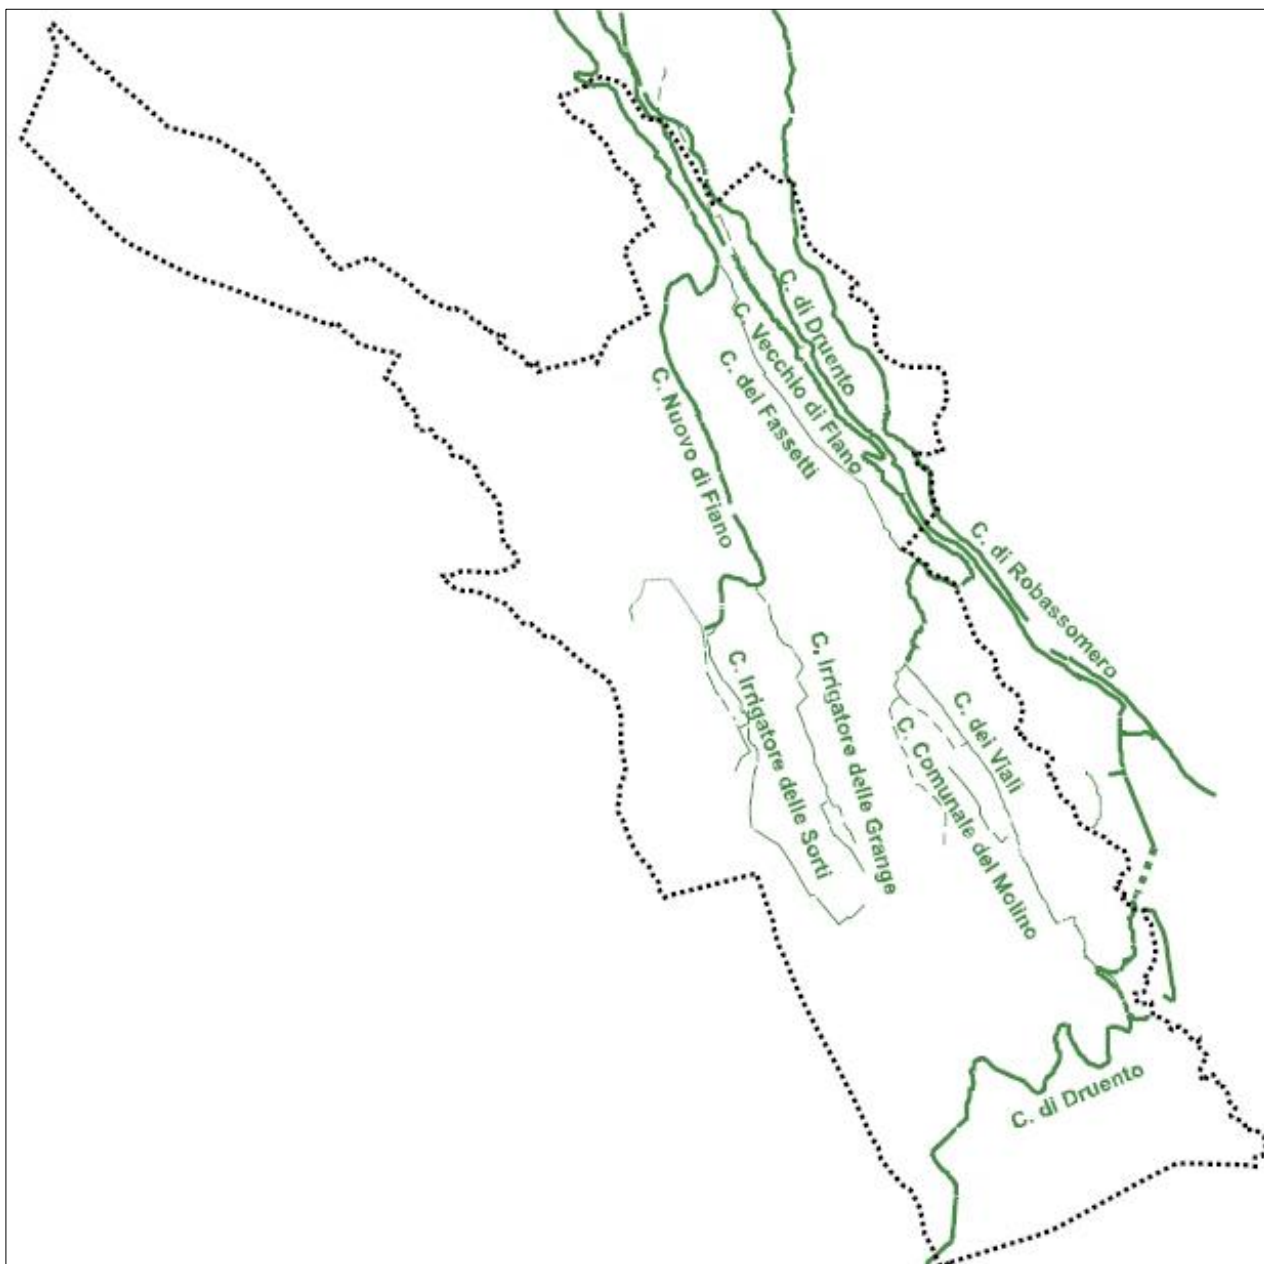 C. di Druento
C. Vecchio di Fiano
C. dei Fassetti
C. Nuovo di Fiano
C. di Robassomero
C. Irrigatore delle Grange
C. Irrigatore delle Sorti
C. dei Viali
C. Comunale del Molino
C. di Druento